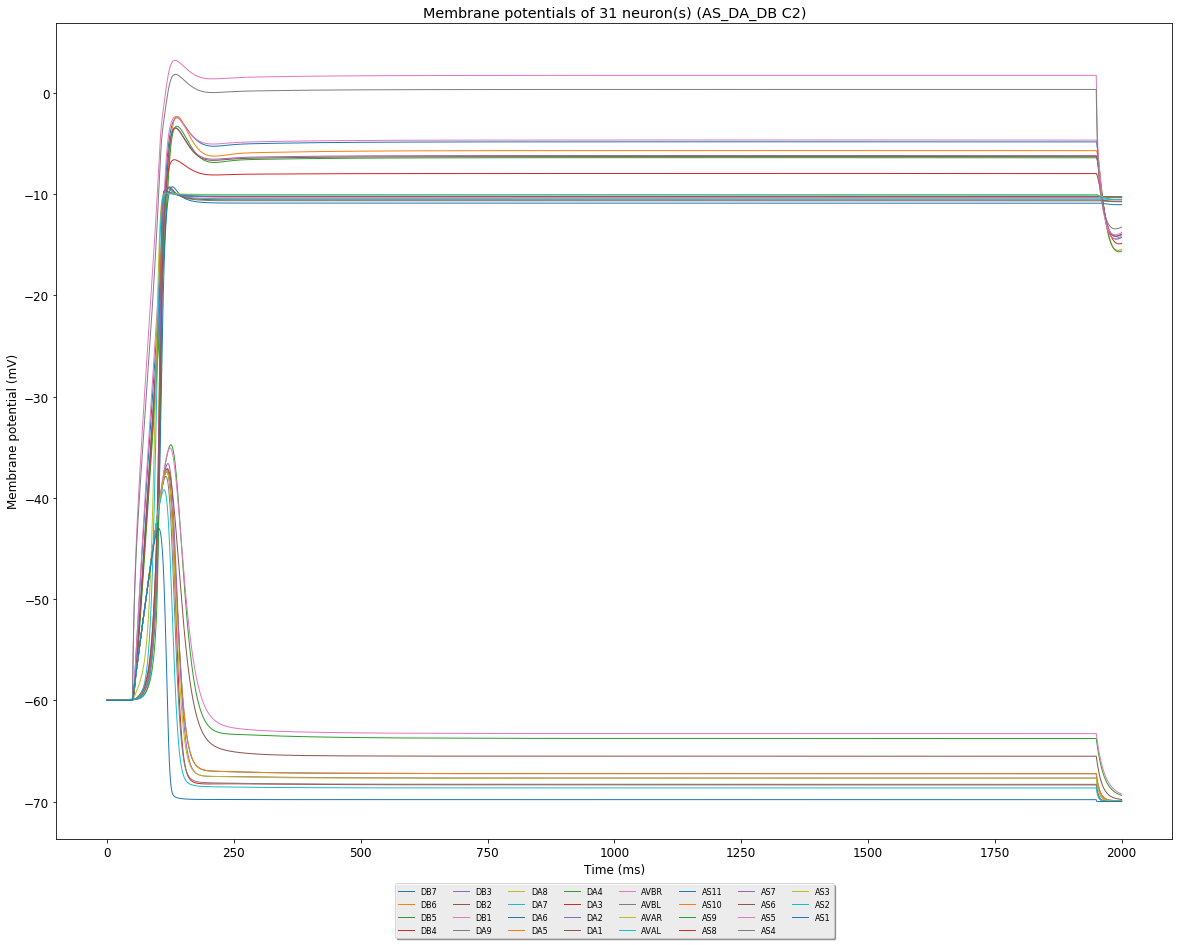 Membrane potentials of 31 neuron(s) (AS_DA_DB C2)
Membrane potential (mV)
0
−10
−20
−30
−40
−50
−60
−70
0 250 500 750 1000 1250 1500 1750 2000
Time (ms)
DB7 DB3 DA8 DA4 AVBR AS11 AS7 AS3
DB6 DB2 DA7 DA3 AVBL AS10 AS6 AS2
DB5 DB1 DA6 DA2 AVAR AS9 AS5 AS1
DB4 DA9 DA5 DA1 AVAL AS8 AS4